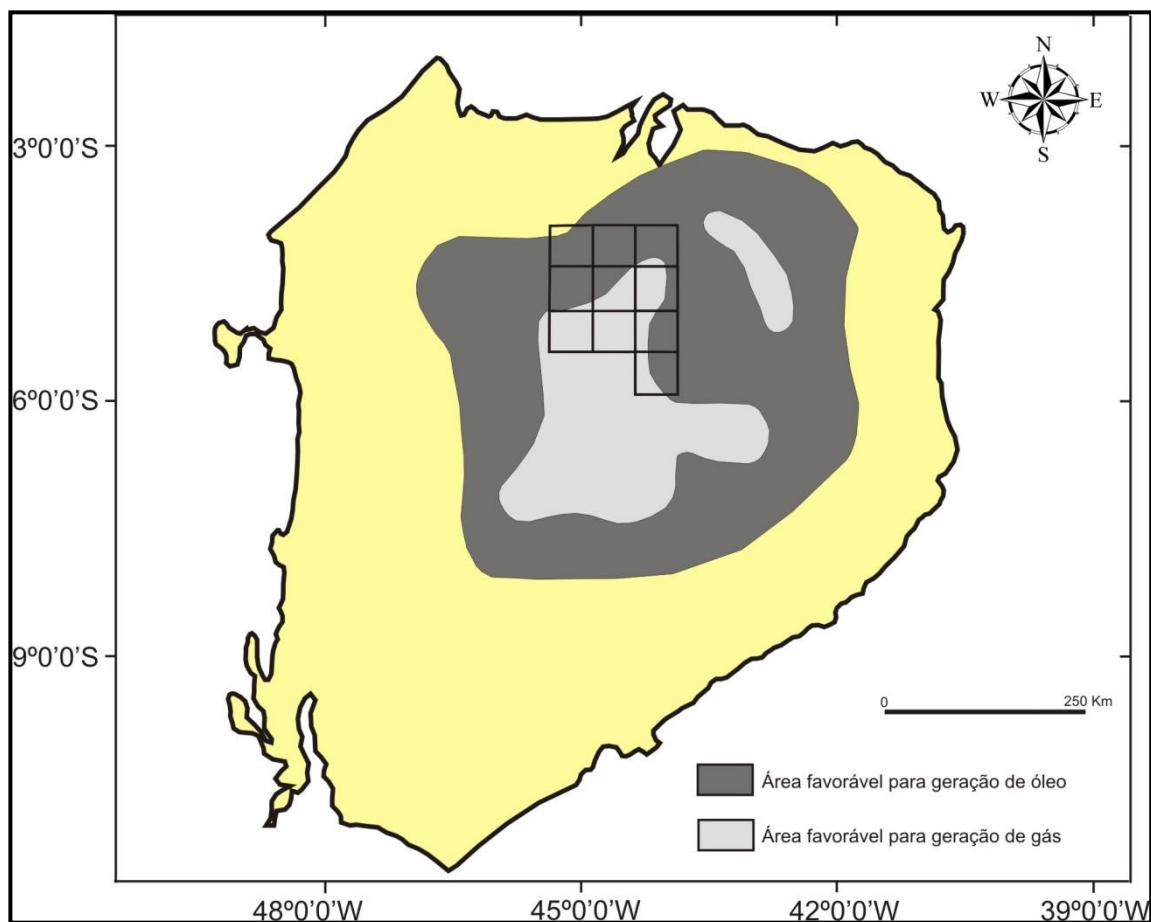 N
W E
S
3º0'0'S
6º0'0'S
9º0'0'S
0 250 Km
Área favorável para geração de óleo
Área favorável para geração de gás
48º0'0'W 45º0'0'W 42º0'0'W 39º0'0'W